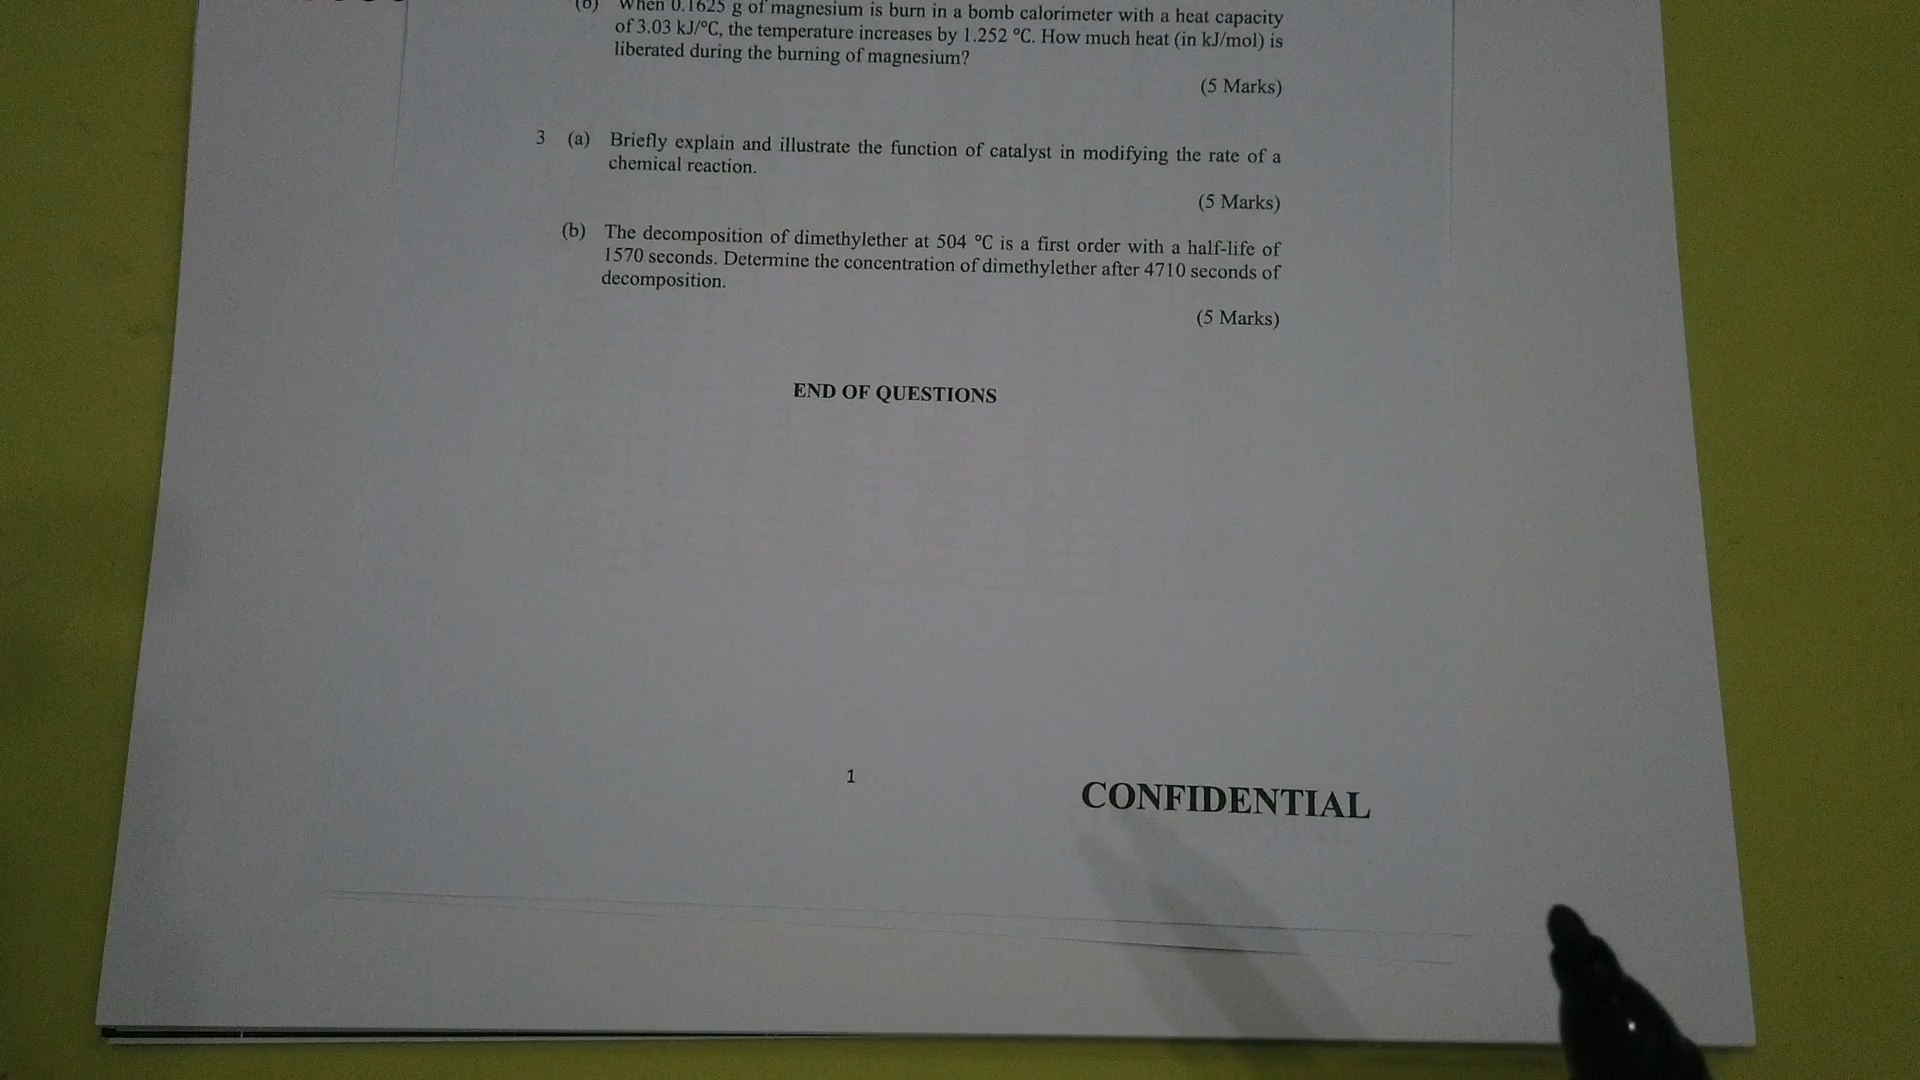 (b) When 0.1625 g of magnesium is burn in a bomb calorimeter with a heat capacity
of 3.03 kJ/°C, the temperature increases by 1.252 °C. How much heat (in kJ/mol) is
liberated during the burning of magnesium?
(5 Marks)
3 (a) Briefly explain and illustrate the function of catalyst in modifying the rate of a
chemical reaction.
(5 Marks)
(b) The decomposition of dimethylether at 504 °C is a first order with a half-life of
1570 seconds. Determine the concentration of dimethylether after 4710 seconds of
decomposition.
(5 Marks)
END OF QUESTIONS
1
CONFIDENTIAL